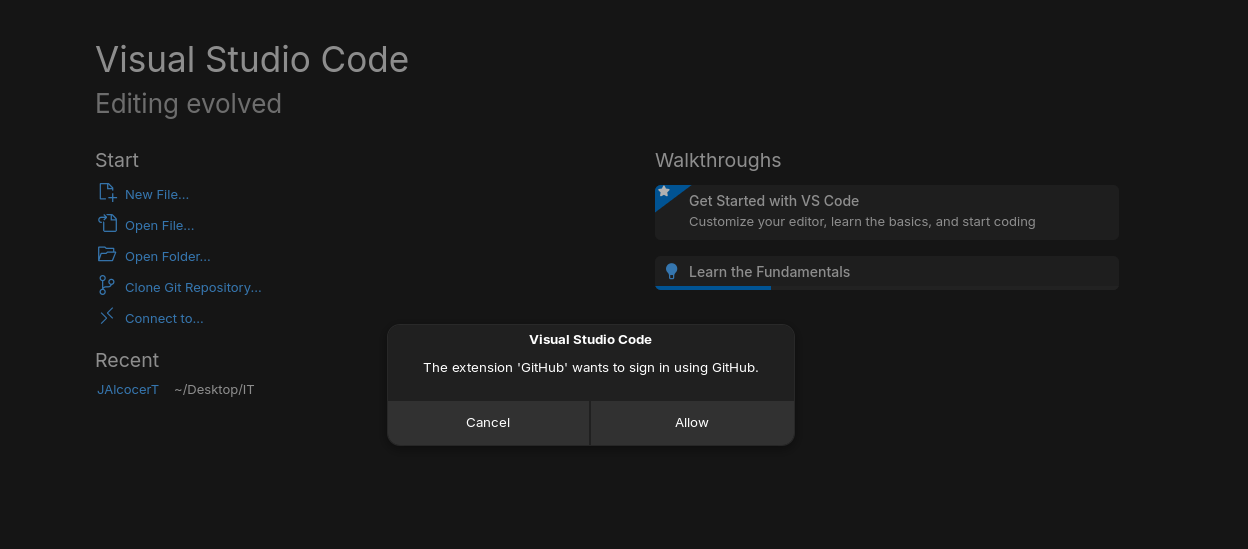 Visual Studio Code
Editing evolved
Start
New File...
Open File...
Open Folder...
Clone Git Repository...
Connect to...
Recent
JAlcocerT ~/Desktop/IT
Walkthroughs
Get Started with VS Code
Customize your editor, learn the basics, and start coding
Learn the Fundamentals
Visual Studio Code
The extension 'GitHub' wants to sign in using GitHub.
Cancel Allow